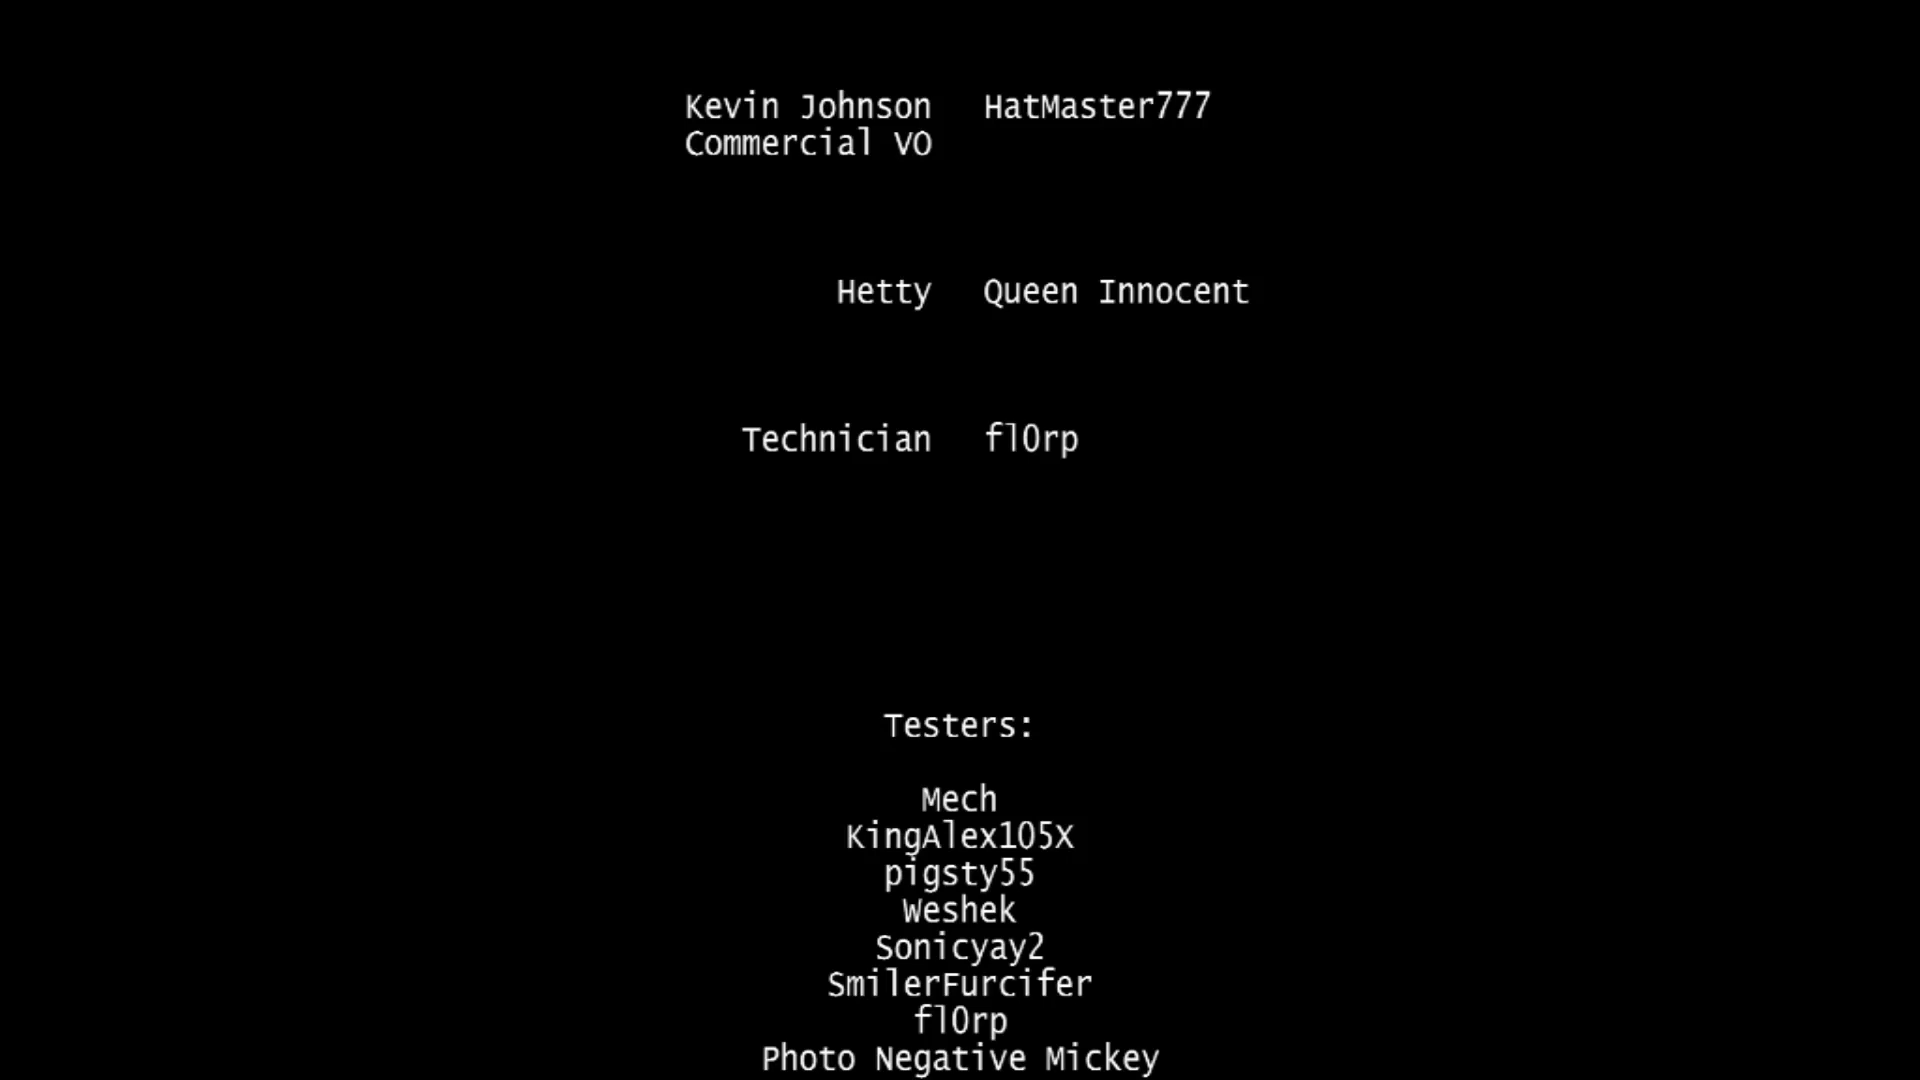 Kevin Johnson HatMaster777
Commercial VO
Hetty Queen Innocent
Technician fl0rp
Testers:
Mech
KingAlex105X
pigsty55
Weshek
Sonicyay2
SmilerFurcifer
fl0rp
Photo Negative Mickey